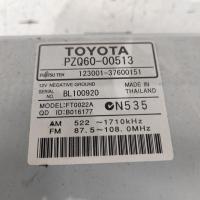 TOYOTA
PZQ60-00513
FUJITSU TEN 123001-37600151
12V NEGATIVE GROUND MADE IN
SERIAL NO. BL100920 THAILAND
MODEL:FT0022A N535
QD ID:B016177
AM 522 ~1710kHz
FM 87.5~108.0MHz